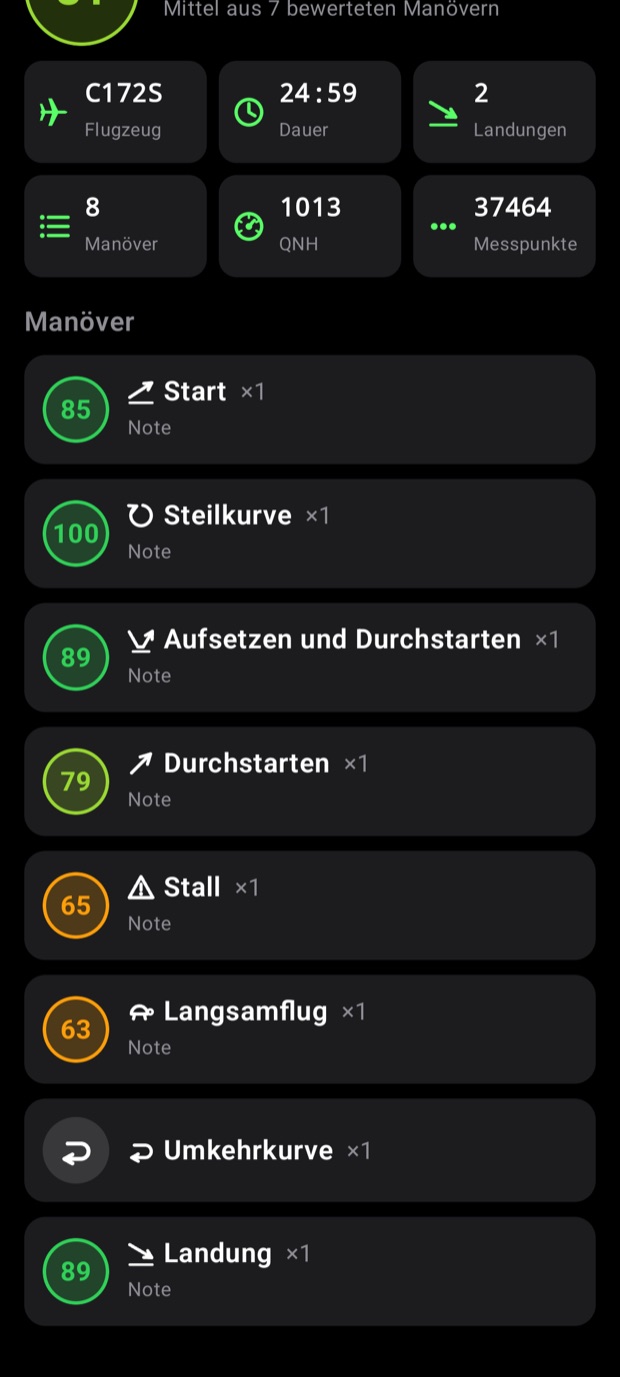 Mittel aus 7 bewerteten Manövern
C172S
Flugzeug
24:59
Dauer
2
Landungen
8
Manöver
1013
QNH
37464
Messpunkte
Manöver
85
Start ×1
Note
100
Steilkurve ×1
Note
89
Aufsetzen und Durchstarten ×1
Note
79
Durchstarten ×1
Note
65
Stall ×1
Note
63
Langsamflug ×1
Note
Umkehrkurve ×1
89
Landung ×1
Note